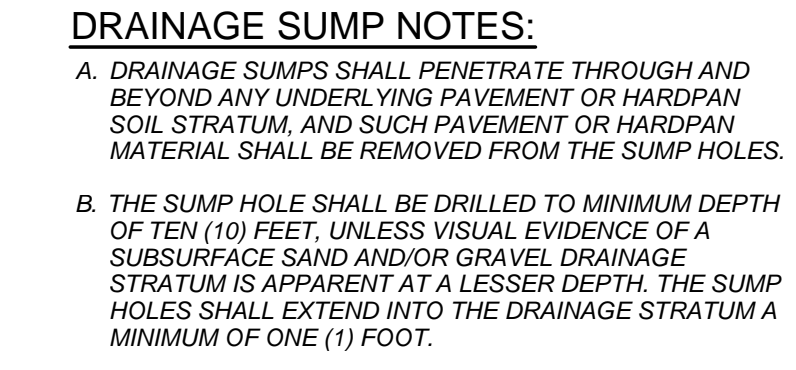 DRAINAGE SUMP NOTES:
A. DRAINAGE SUMPS SHALL PENETRATE THROUGH AND
BEYOND ANY UNDERLYING PAVEMENT OR HARDPAN
SOIL STRATUM, AND SUCH PAVEMENT OR HARDPAN
MATERIAL SHALL BE REMOVED FROM THE SUMP HOLES.
B. THE SUMP HOLE SHALL BE DRILLED TO MINIMUM DEPTH
OF TEN (10) FEET, UNLESS VISUAL EVIDENCE OF A
SUBSURFACE SAND AND/OR GRAVEL DRAINAGE
STRATUM IS APPARENT AT A LESSER DEPTH. THE SUMP
HOLES SHALL EXTEND INTO THE DRAINAGE STRATUM A
MINIMUM OF ONE (1) FOOT.